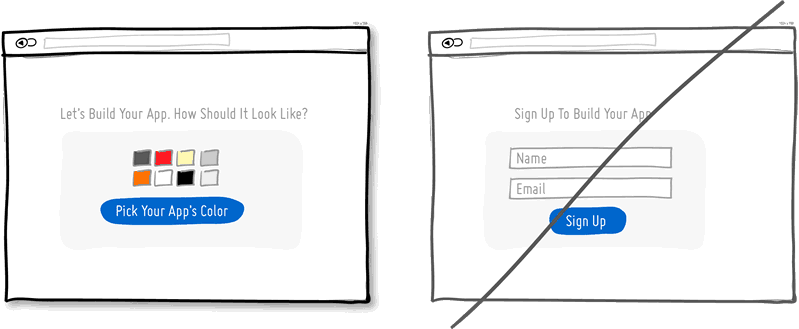 Let's Build Your App. How Should It Look Like?
Pick Your App's Color
Sign Up To Build Your App
Name
Email
Sign Up